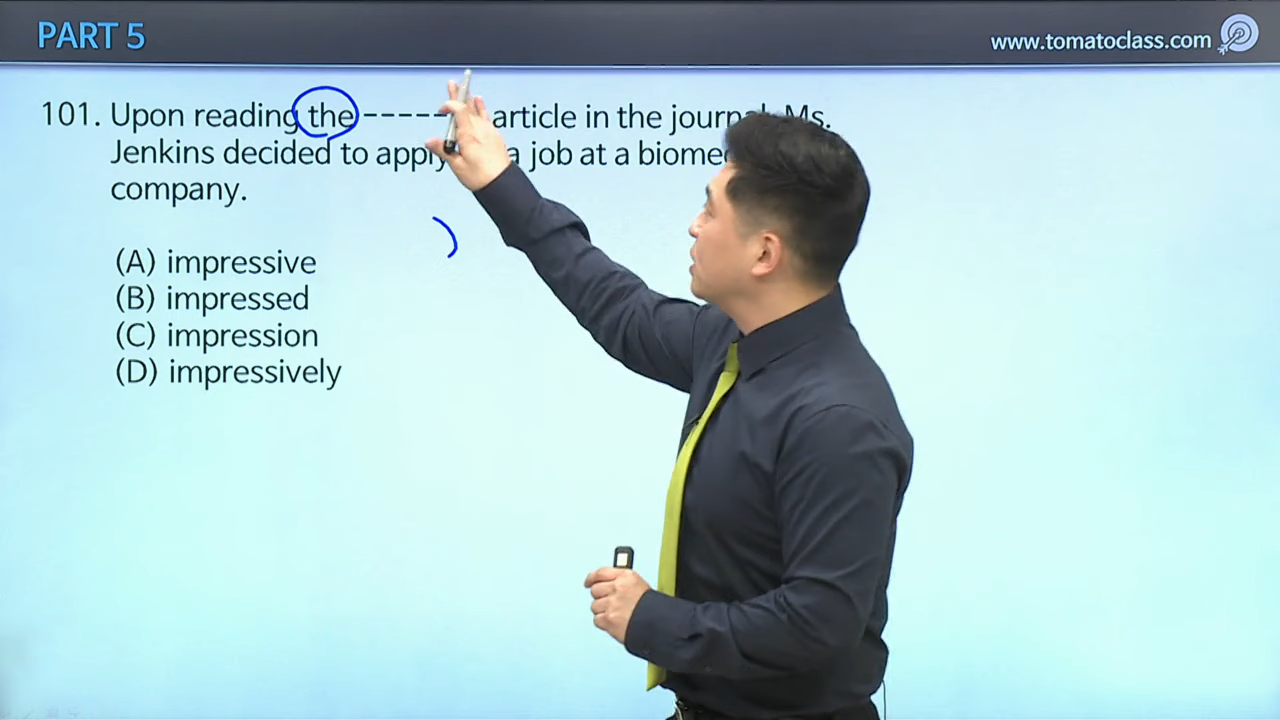 PART 5
www.tomatoclass.com
101. Upon reading the ----- article in the journal, Ms.
Jenkins decided to apply a job at a
company.
(A) impressive
(B) impressed
(C) impression
(D) impressively